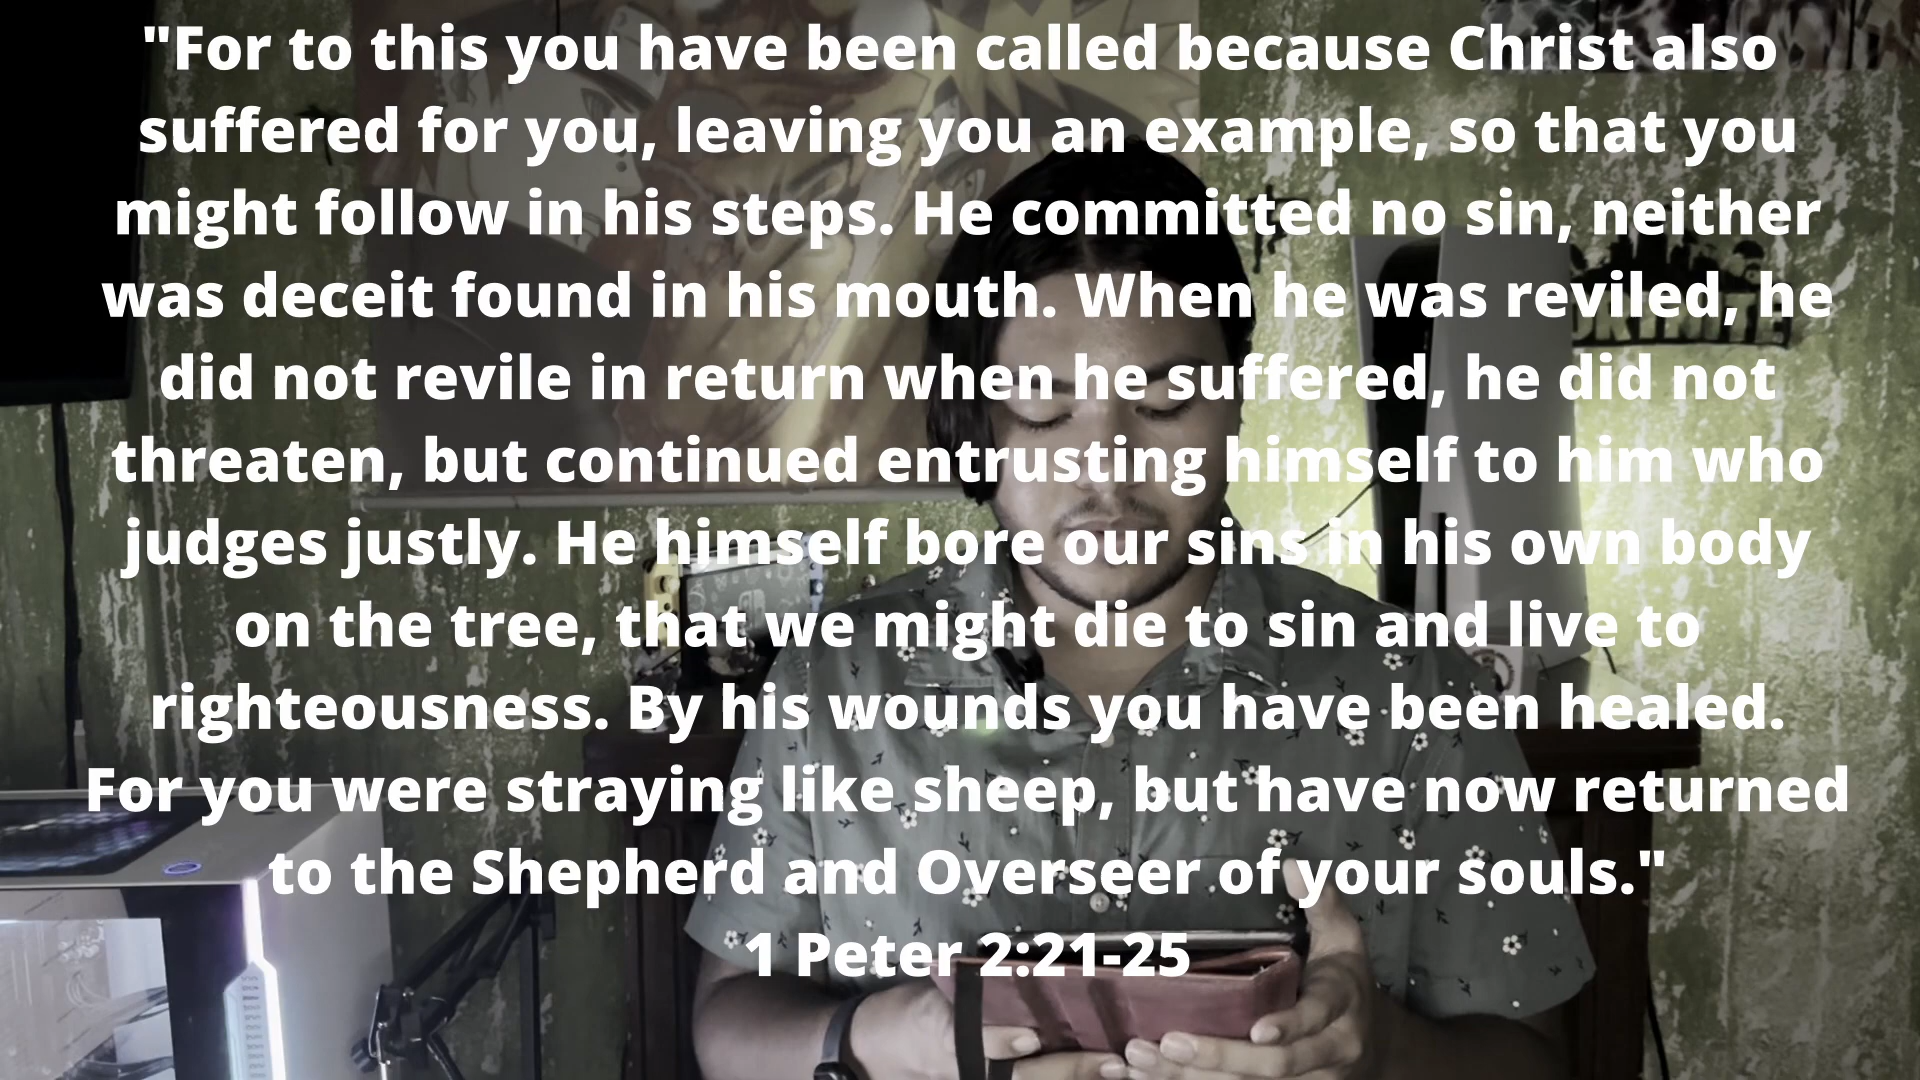 "For to this you have been called because Christ also
suffered for you, leaving you an example, so that you
might follow in his steps. He committed no sin, neither
was deceit found in his mouth. When he was reviled, he
did not revile in return when he suffered, he did not
threaten, but continued entrusting himself to him who
judges justly. He himself bore our sins in his own body
on the tree, that we might die to sin and live to
righteousness. By his wounds you have been healed.
For you were straying like sheep, but have now returned
to the Shepherd and Overseer of your souls."
1 Peter 2:21-25